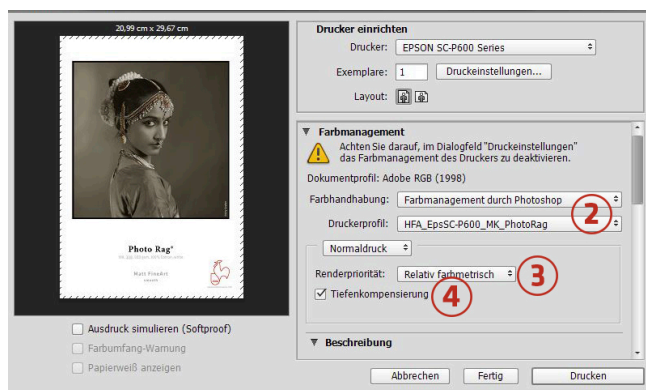 20,99 cm x 29,67 cm
Photo Rag®
Matt FineArt
Ausdruck simulieren (Softproof)
Farbumfang-Warnung
Papierweiß anzeigen
Drucker einrichten
Drucker: EPSON SC-P600 Series
Exemplare: 1 Druckeinstellungen...
Layout:
Farbmanagement
Achten Sie darauf, im Dialogfeld "Druckeinstellungen"
das Farbmanagement des Druckers zu deaktivieren.
Dokumentprofil: Adobe RGB (1998)
Farbhandhabung: Farbmanagement durch Photoshop
2
Druckerprofil: HFA_EpsSC-P600_MK_PhotoRag
Normaldruck
Renderpriorität: Relativ farbmetrisch 3
Tiefenkompensierung 4
Beschreibung
Abbrechen Fertig Drucken